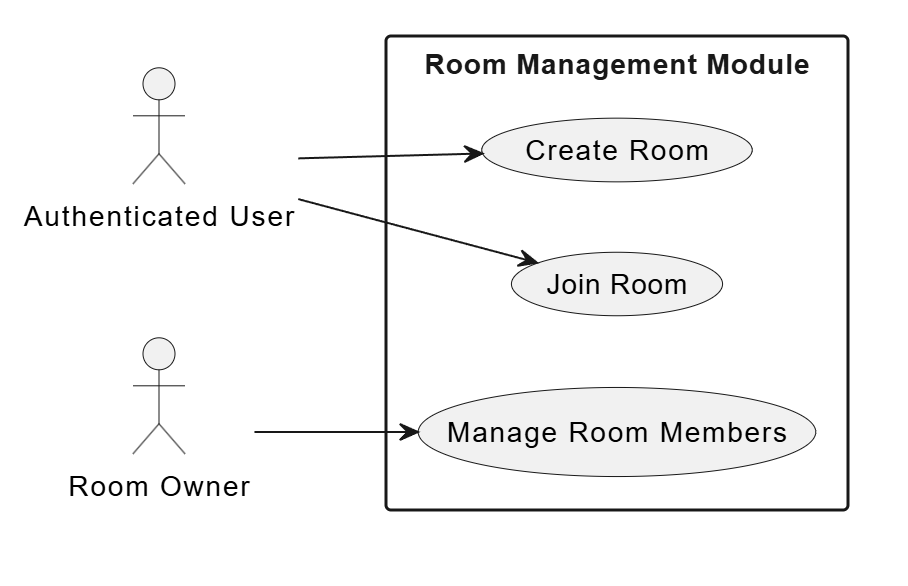 Room Management Module
Create Room
Authenticated User
Join Room
Manage Room Members
Room Owner